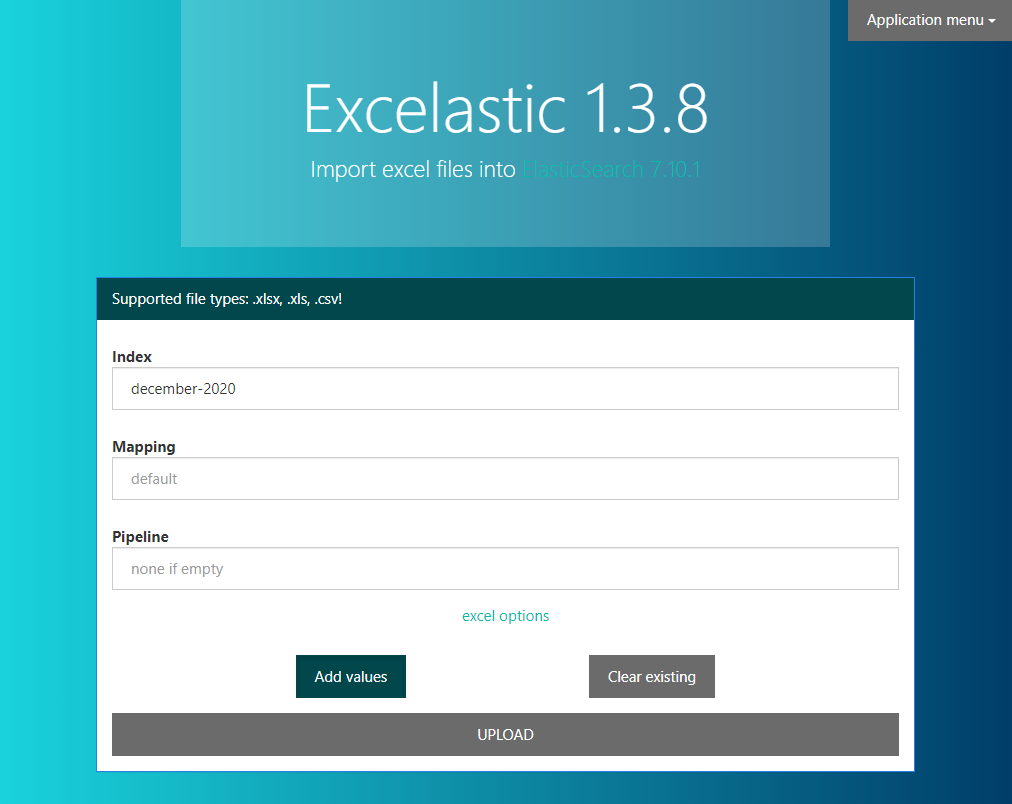 Application menu
Excelastic 1.3.8
Import excel files into ElasticSearch 7.10.1
Supported file types: .xlsx, .xls, .csv!
Index
december-2020
Mapping
default
Pipeline
none if empty
excel options
Add values
Clear existing
UPLOAD